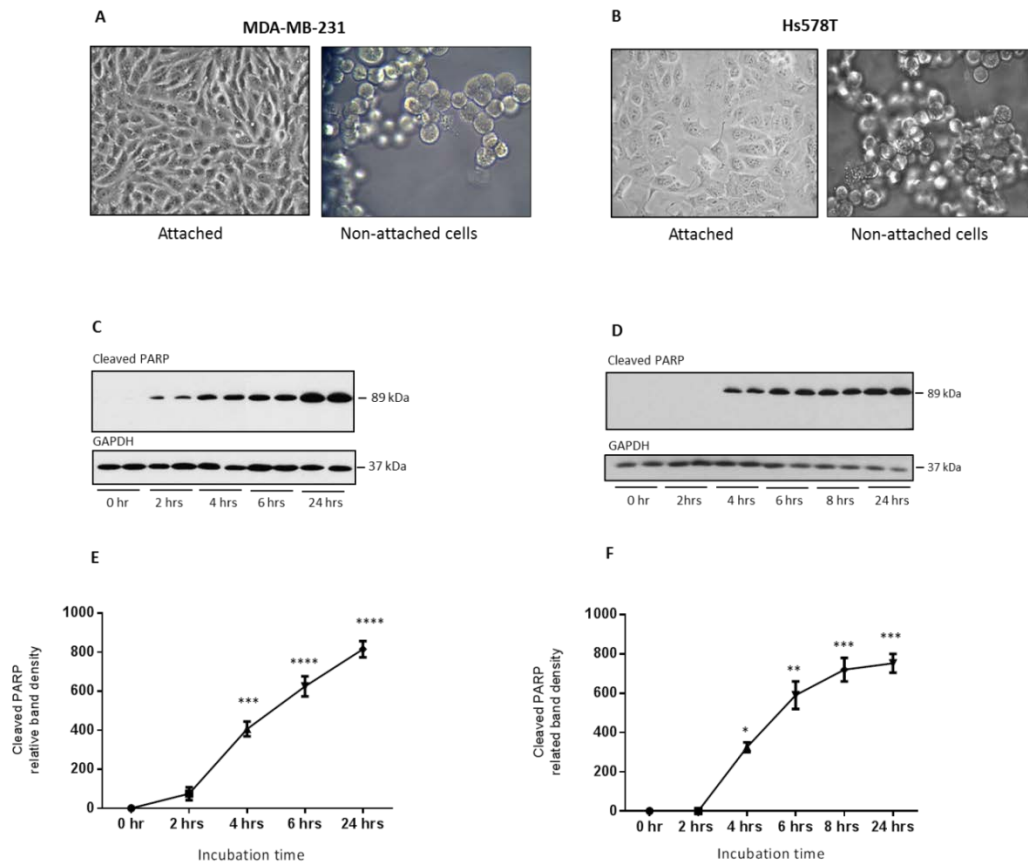 A
MDA-MB-231
Attached
Non-attached cells
B
Hs578T
Attached
Non-attached cells
C
Cleaved PARP
89 kDa
GAPDH
37 kDa
0 hr 2 hrs 4 hrs 6 hrs 24 hrs
D
Cleaved PARP
89 kDa
GAPDH
37 kDa
0 hr 2hrs 4 hrs 6 hrs 8 hrs 24 hrs
E
Cleaved PARP
relative band density
1000
800
600
400
200
0
*** **** ****
0 hr 2 hrs 4 hrs 6 hrs 24 hrs
Incubation time
F
Cleaved PARP
related band density
1000
800
600
400
200
0
* ** *** ***
0 hr 2 hrs 4 hrs 6 hrs 8 hrs 24 hrs
Incubation time